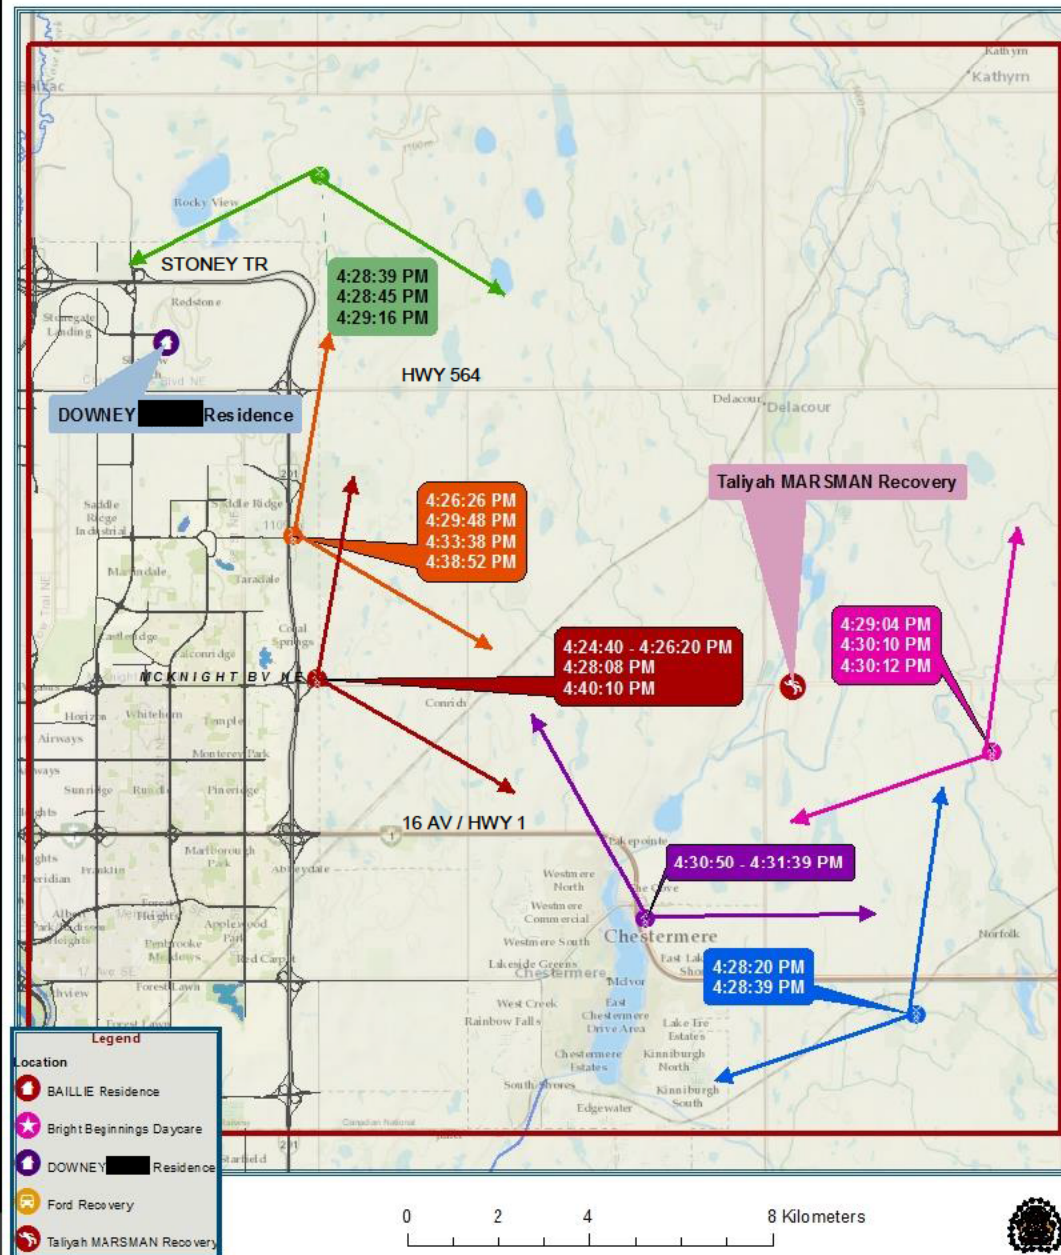 Kathyrn
Kathyrn
Balzac
Rocky View
STONEY TR
4:28:39 PM
4:28:45 PM
4:29:16 PM
Redstone
Stonegate
Landing
HWY 564
DOWNEY
Residence
Delacour
Delacour
Taliyah MARSMAN Recovery
201
Saddle
Ridge
Industrial
Saddle Ridge
4:26:26 PM
4:29:48 PM
4:33:38 PM
4:38:52 PM
Martindale
Taradale
Castleridge
Falconridge
Coral
Springs
4:29:04 PM
4:30:10 PM
4:30:12 PM
4:24:40 - 4:26:20 PM
4:28:08 PM
4:40:10 PM
MCKNIGHT BV NE
Conrich
Horizon
Whitehorn
Temple
Airways
Monterey Park
Sunridge
Rundle
Pineridge
16 AV / HWY 1
1
Marlborough
Park
Abbeydale
Franklin
Lakepointe
4:30:50 - 4:31:39 PM
Westmere
North
The Cove
Westmere
Commercial
Forest
Heights
Applewood
Park
Penbrooke
Meadows
Red Carpet
17 Ave SE
Westmere South
Chestermere
Norfolk
Lakeside Greens
Chestermere
East Lake
Shores
4:28:20 PM
4:28:39 PM
McIvor
Forest Lawn
Forest Lawn
West Creek
Rainbow Falls
East
Chestermere
Drive Area
Lake Tre
Estates
Chestermere
Estates
Kinniburgh
North
South Shores
Kinniburgh
South
Edgewater
Canadian National
201
Starfield
Legend
Location
BAILLIE Residence
Bright Beginnings Daycare
DOWNEY
Residence
Ford Recovery
Taliyah MARSMAN Recovery
0 2 4 8 Kilometers